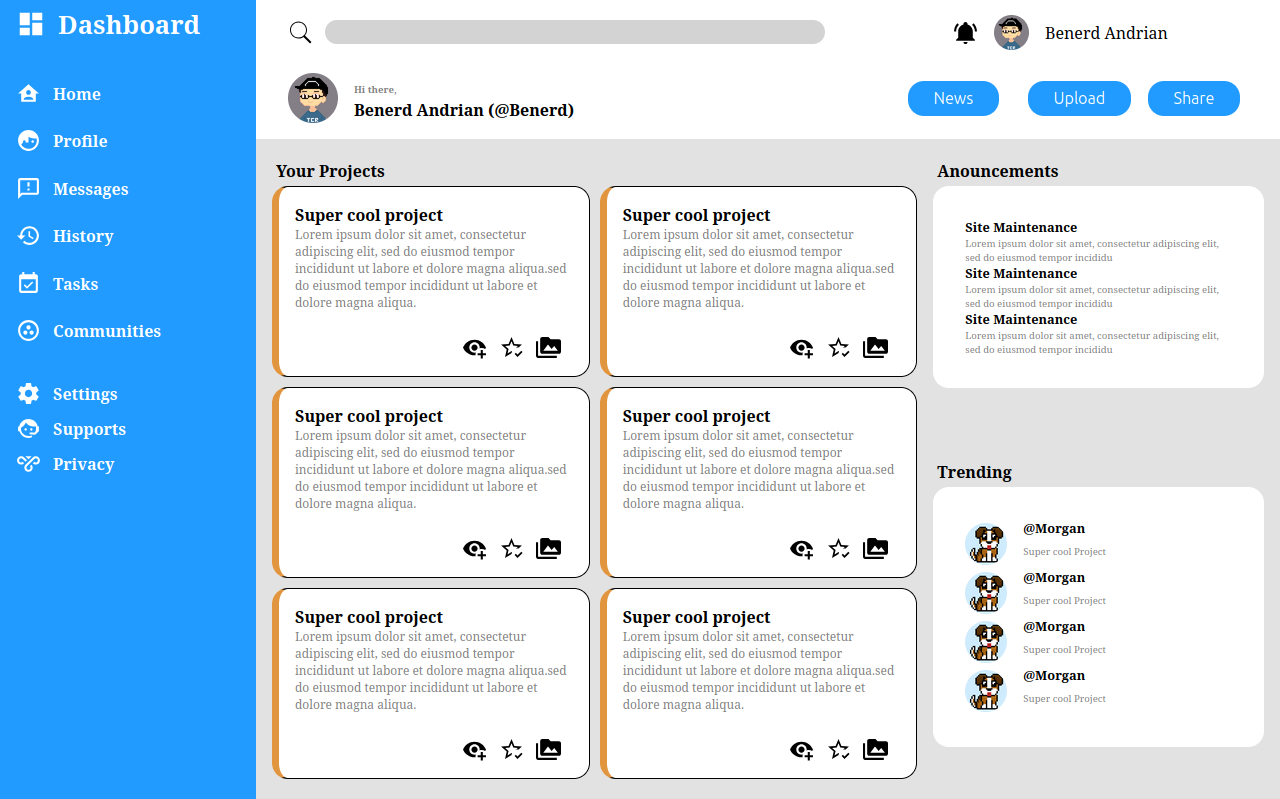 Dashboard
Home
Profile
Messages
History
Tasks
Communities
Settings
Supports
Privacy
Benerd Andrian
Hi there,
Benerd Andrian (@Benerd)
News
Upload
Share
Your Projects
Super cool project
Lorem ipsum dolor sit amet, consectetur
adipiscing elit, sed do eiusmod tempor
incididunt ut labore et dolore magna aliqua.sed
do eiusmod tempor incididunt ut labore et
dolore magna aliqua.
Super cool project
Lorem ipsum dolor sit amet, consectetur
adipiscing elit, sed do eiusmod tempor
incididunt ut labore et dolore magna aliqua.sed
do eiusmod tempor incididunt ut labore et
dolore magna aliqua.
Super cool project
Lorem ipsum dolor sit amet, consectetur
adipiscing elit, sed do eiusmod tempor
incididunt ut labore et dolore magna aliqua.sed
do eiusmod tempor incididunt ut labore et
dolore magna aliqua.
Super cool project
Lorem ipsum dolor sit amet, consectetur
adipiscing elit, sed do eiusmod tempor
incididunt ut labore et dolore magna aliqua.sed
do eiusmod tempor incididunt ut labore et
dolore magna aliqua.
Super cool project
Lorem ipsum dolor sit amet, consectetur
adipiscing elit, sed do eiusmod tempor
incididunt ut labore et dolore magna aliqua.sed
do eiusmod tempor incididunt ut labore et
dolore magna aliqua.
Super cool project
Lorem ipsum dolor sit amet, consectetur
adipiscing elit, sed do eiusmod tempor
incididunt ut labore et dolore magna aliqua.sed
do eiusmod tempor incididunt ut labore et
dolore magna aliqua.
Anouncements
Site Maintenance
Lorem ipsum dolor sit amet, consectetur adipiscing elit,
sed do eiusmod tempor incididu
Site Maintenance
Lorem ipsum dolor sit amet, consectetur adipiscing elit,
sed do eiusmod tempor incididu
Site Maintenance
Lorem ipsum dolor sit amet, consectetur adipiscing elit,
sed do eiusmod tempor incididu
Trending
@Morgan
Super cool Project
@Morgan
Super cool Project
@Morgan
Super cool Project
@Morgan
Super cool Project